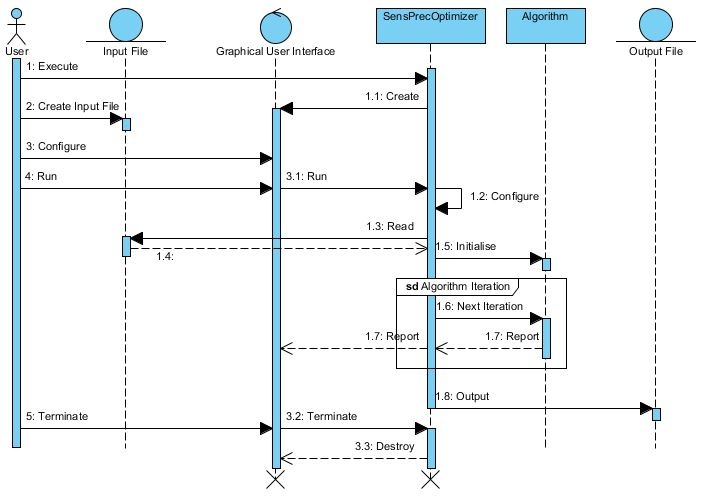 SensPrecOptimizer
Algorithm
User
Input File
Graphical User Interface
Output File
1: Execute
1.1: Create
2: Create Input File
3: Configure
4: Run
3.1: Run
1.2: Configure
1.3: Read
1.4:
1.5: Initialise
sd Algorithm Iteration
1.6: Next Iteration
1.7: Report
1.7: Report
1.8: Output
5: Terminate
3.2: Terminate
3.3: Destroy